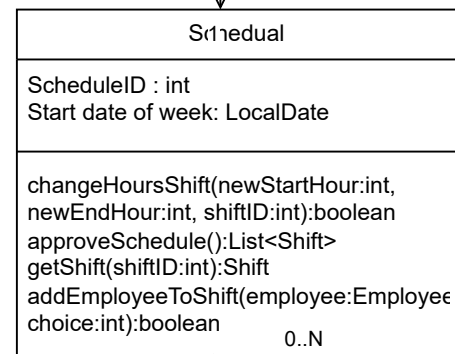 Schedual
1
ScheduleID : int
Start date of week: LocalDate
changeHoursShift(newStartHour:int,
newEndHour:int, shiftID:int):boolean
approveSchedule():List<Shift>
getShift(shiftID:int):Shift
addEmployeeToShift(employee:Employee
choice:int):boolean
0..N